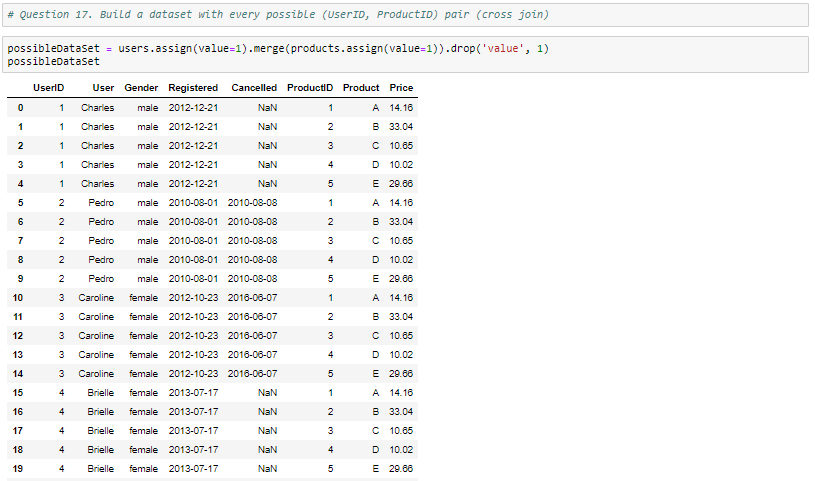 # Question 17. Build a dataset with every possible (UserID, ProductID) pair (cross join)
possibleDataSet = users.assign(value=1).merge(products.assign(value=1)).drop('value', 1)
possibleDataSet
UserID User Gender Registered Cancelled ProductID Product Price
0 1 Charles male 2012-12-21 NaN 1 A 14.16
1 1 Charles male 2012-12-21 NaN 2 B 33.04
2 1 Charles male 2012-12-21 NaN 3 C 10.65
3 1 Charles male 2012-12-21 NaN 4 D 10.02
4 1 Charles male 2012-12-21 NaN 5 E 29.66
5 2 Pedro male 2010-08-01 2010-08-08 1 A 14.16
6 2 Pedro male 2010-08-01 2010-08-08 2 B 33.04
7 2 Pedro male 2010-08-01 2010-08-08 3 C 10.65
8 2 Pedro male 2010-08-01 2010-08-08 4 D 10.02
9 2 Pedro male 2010-08-01 2010-08-08 5 E 29.66
10 3 Caroline female 2012-10-23 2016-06-07 1 A 14.16
11 3 Caroline female 2012-10-23 2016-06-07 2 B 33.04
12 3 Caroline female 2012-10-23 2016-06-07 3 C 10.65
13 3 Caroline female 2012-10-23 2016-06-07 4 D 10.02
14 3 Caroline female 2012-10-23 2016-06-07 5 E 29.66
15 4 Brielle female 2013-07-17 NaN 1 A 14.16
16 4 Brielle female 2013-07-17 NaN 2 B 33.04
17 4 Brielle female 2013-07-17 NaN 3 C 10.65
18 4 Brielle female 2013-07-17 NaN 4 D 10.02
19 4 Brielle female 2013-07-17 NaN 5 E 29.66